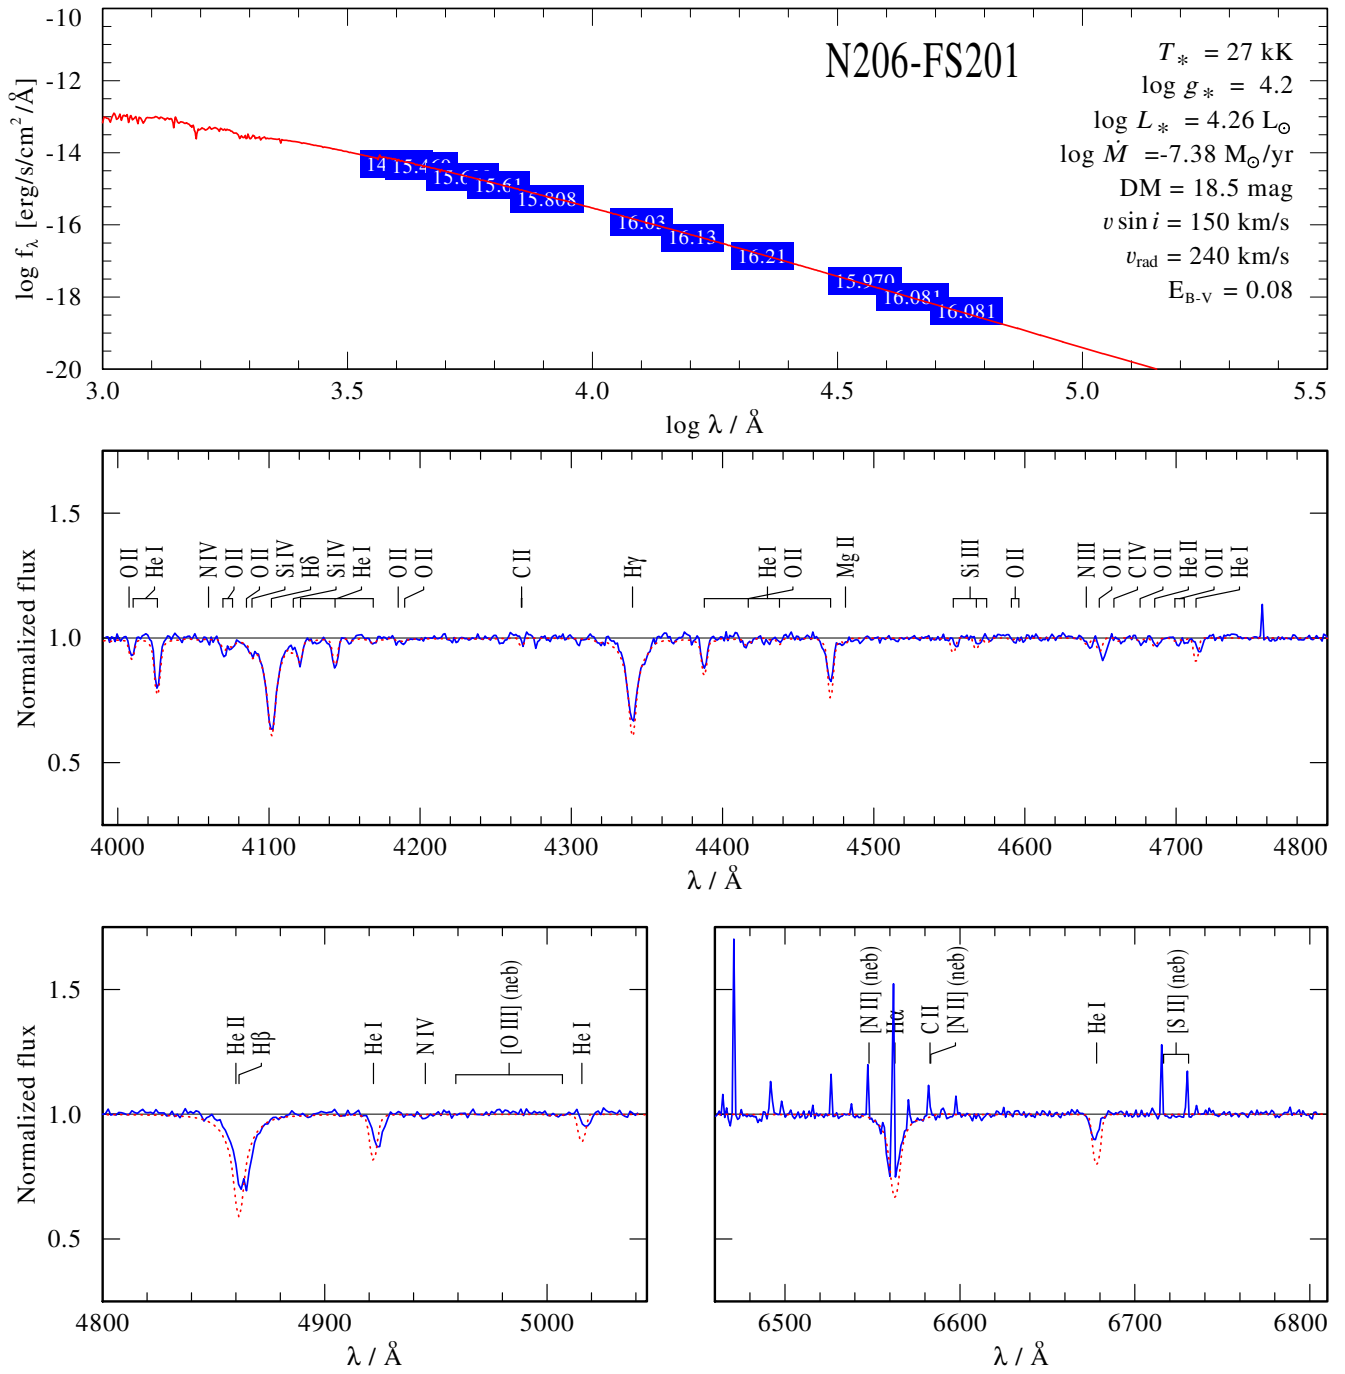 N206-FS201
T* = 27 kK
log g* = 4.2
log L* = 4.26 L⊙
log Ṁ =-7.38 M⊙/yr
DM = 18.5 mag
v sin i = 150 km/s
vrad = 240 km/s
EB-V = 0.08
log fλ [erg/s/cm²/Å]
-10
-12
-14
-16
-18
-20
15.61
15.808
16.03
16.13
16.21
15.970
16.081
16.081
3.0 3.5 4.0 4.5 5.0 5.5
log λ / Å
Normalized flux
1.5
1.0
0.5
O II He I N IV O II O II Si IV Hδ Si IV He I O II O II C II Hγ He I O II Mg II Si III O II N III O II C IV O II He II O II He I
4000 4100 4200 4300 4400 4500 4600 4700 4800
λ / Å
Normalized flux
1.5
1.0
0.5
He II Hβ He I N IV [O III] (neb) He I
4800 4900 5000
λ / Å
[N II] (neb) Hα C II [N II] (neb) He I [S II] (neb)
6500 6600 6700 6800
λ / Å